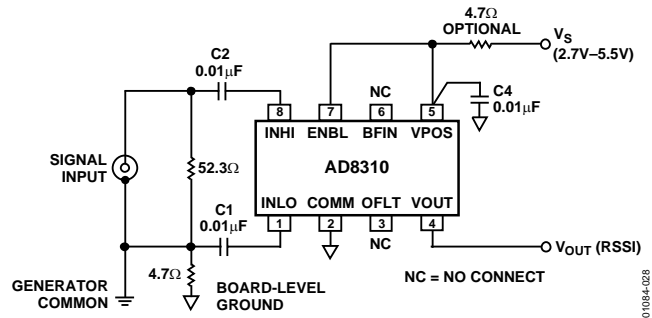 4.7Ω
OPTIONAL
VS
(2.7V–5.5V)
C2
0.01µF
NC
C4
0.01µF
8
7
6
5
INHI
ENBL
BFIN
VPOS
SIGNAL
INPUT
52.3Ω
AD8310
C1
0.01µF
INLO
COMM
OFLT
VOUT
1
2
3
4
NC
VOUT (RSSI)
4.7Ω
GENERATOR
COMMON
BOARD-LEVEL
GROUND
NC = NO CONNECT
01084-028